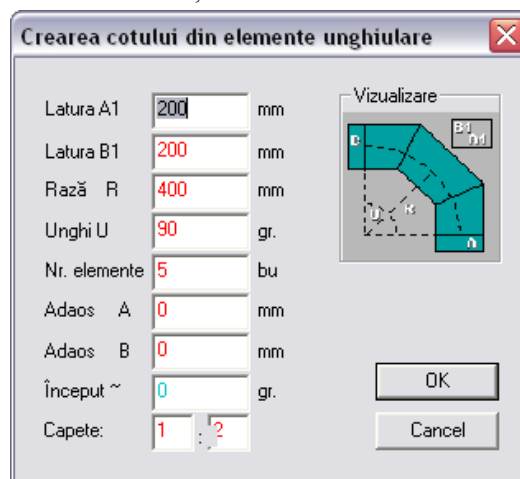 Crearea cotului din elemente unghiulare
Vizualizare
Latura A1 200 mm
Latura B1 200 mm
Rază R 400 mm
Unghi U 90 gr.
Nr. elemente 5 bu
Adaos A 0 mm
Adaos B 0 mm
Început ~ 0 gr.
Capete: 1 : 2
B1
A1
U R
A
OK
Cancel